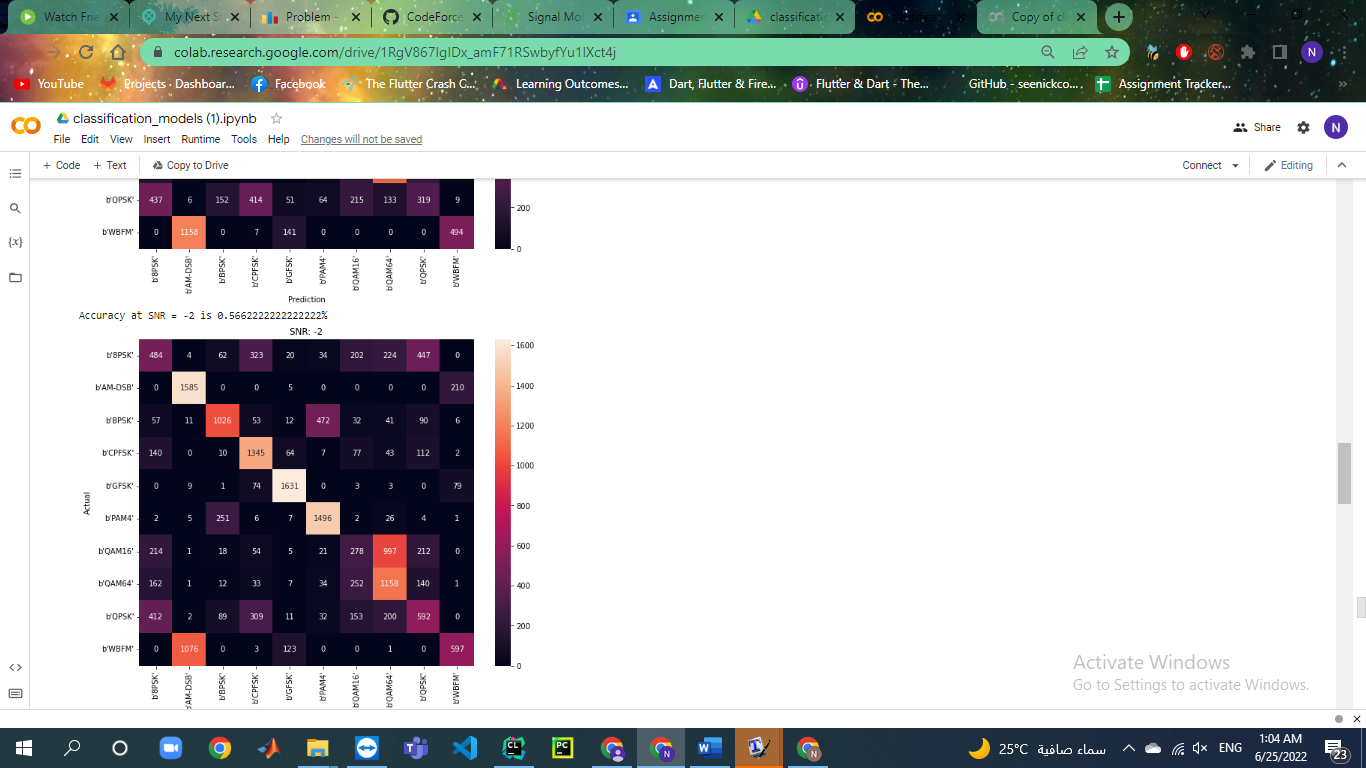 Watch Frie
My Next S
Problem -
CodeForce
Signal Mo
Assignmen
classificatio
Copy of cl
colab.research.google.com/drive/1RgV867IgIDx_amF71RSwbyfYu1IXct4j
N
YouTube
Projects · Dashboar...
Facebook
The Flutter Crash C...
Learning Outcomes...
Dart, Flutter & Fire...
Flutter & Dart - The...
GitHub - seenickco...
Assignment Tracker...
»
CO
classification_models (1).ipynb
File Edit View Insert Runtime Tools Help Changes will not be saved
Share
N
+ Code + Text Copy to Drive
Connect
Editing
{x}
b'QPSK' 437 6 152 414 51 64 215 133 319 9
b'WBFM' 0 1158 0 7 141 0 0 0 0 494
200
0
b'8PSK' b'AM-DSB' b'BPSK' b'CPFSK' b'GFSK' b'PAM4' b'QAM16' b'QAM64' b'QPSK' b'WBFM'
Prediction
Accuracy at SNR = -2 is 0.5662222222222222%
SNR: -2
Actual
b'8PSK' 484 4 62 323 20 34 202 224 447 0
b'AM-DSB' 0 1585 0 0 5 0 0 0 0 210
b'BPSK' 57 11 1026 53 12 472 32 41 90 6
b'CPFSK' 140 0 10 1345 64 7 77 43 112 2
b'GFSK' 0 9 1 74 1631 0 3 3 0 79
b'PAM4' 2 5 251 6 7 1496 2 26 4 1
b'QAM16' 214 1 18 54 5 21 278 997 212 0
b'QAM64' 162 1 12 33 7 34 252 1158 140 1
b'QPSK' 412 2 89 309 11 32 153 200 592 0
b'WBFM' 0 1076 0 3 123 0 0 1 0 597
1600
1400
1200
1000
800
600
400
200
0
b'8PSK' b'AM-DSB' b'BPSK' b'CPFSK' b'GFSK' b'PAM4' b'QAM16' b'QAM64' b'QPSK' b'WBFM'
Activate Windows
Go to Settings to activate Windows.
25°C سماء صافية
ENG
1:04 AM
6/25/2022
23